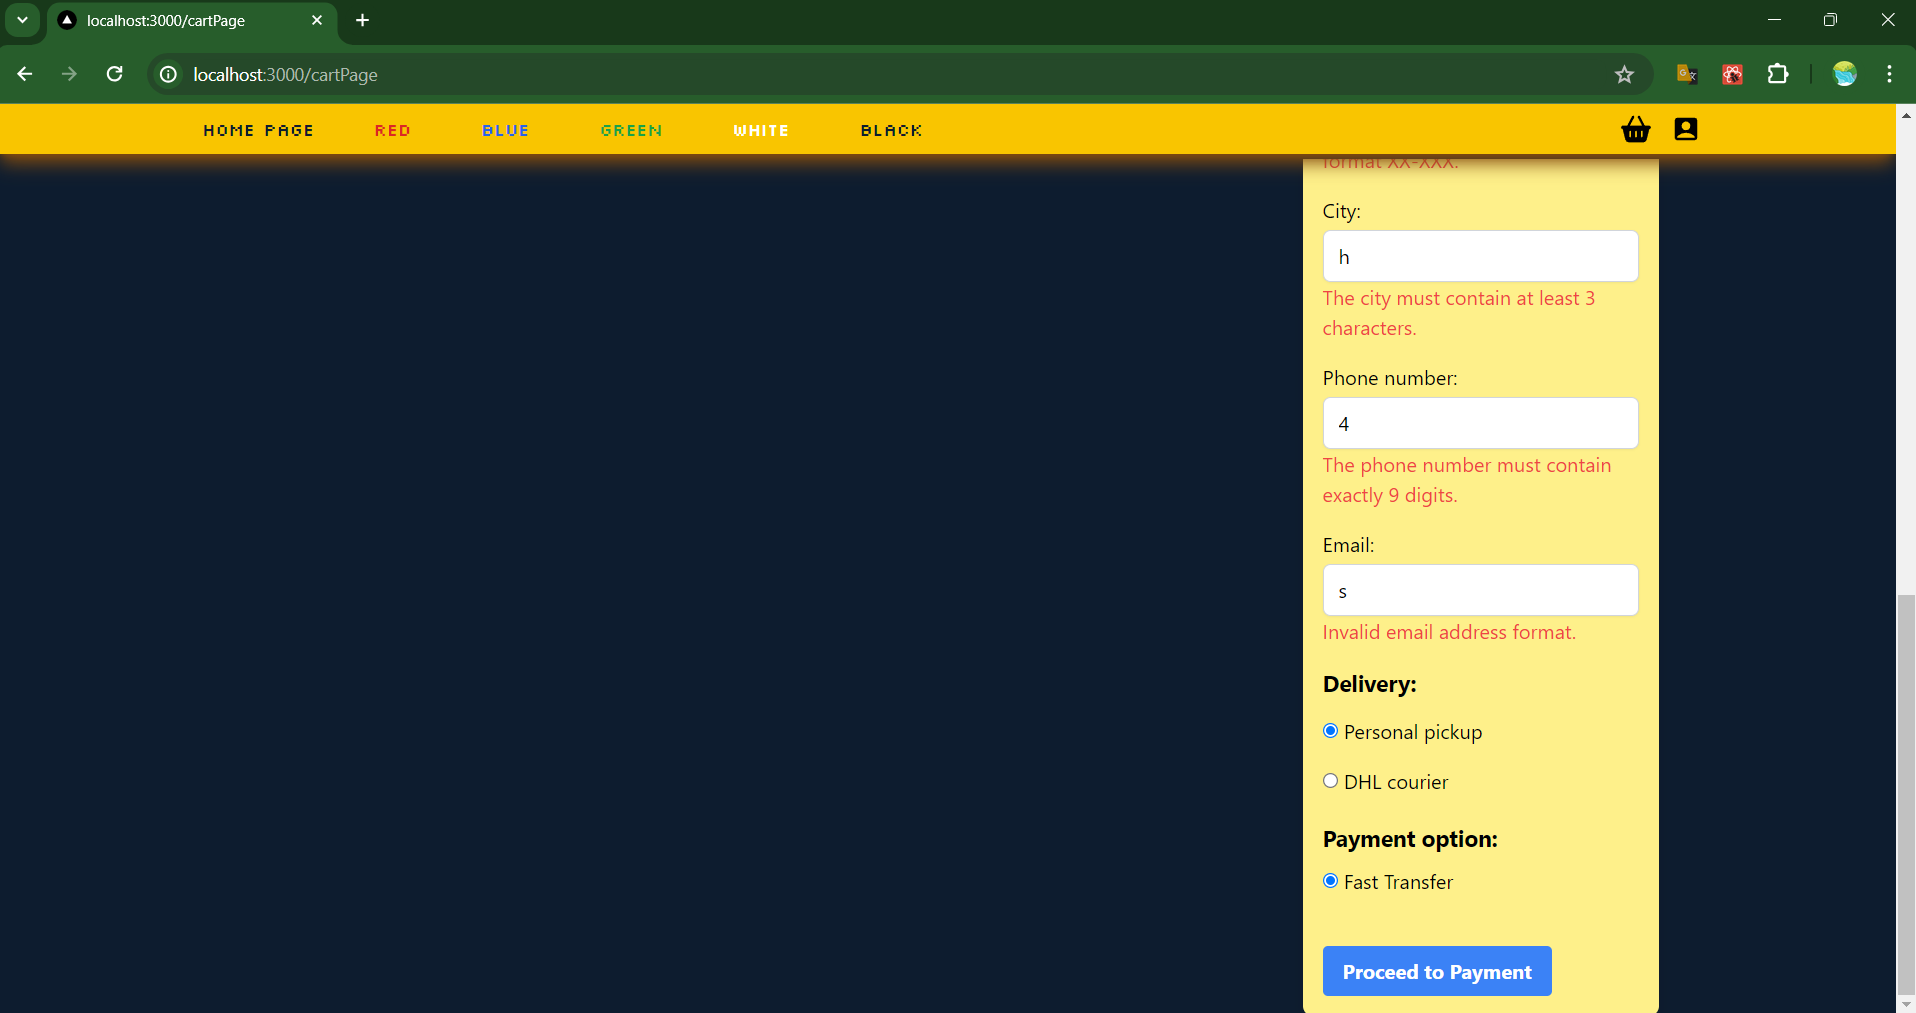 localhost:3000/cartPage
localhost:3000/cartPage
HOME PAGE RED BLUE GREEN WHITE BLACK
format XX-XXX.
City:
h
The city must contain at least 3
characters.
Phone number:
4
The phone number must contain
exactly 9 digits.
Email:
s
Invalid email address format.
Delivery:
Personal pickup
DHL courier
Payment option:
Fast Transfer
Proceed to Payment